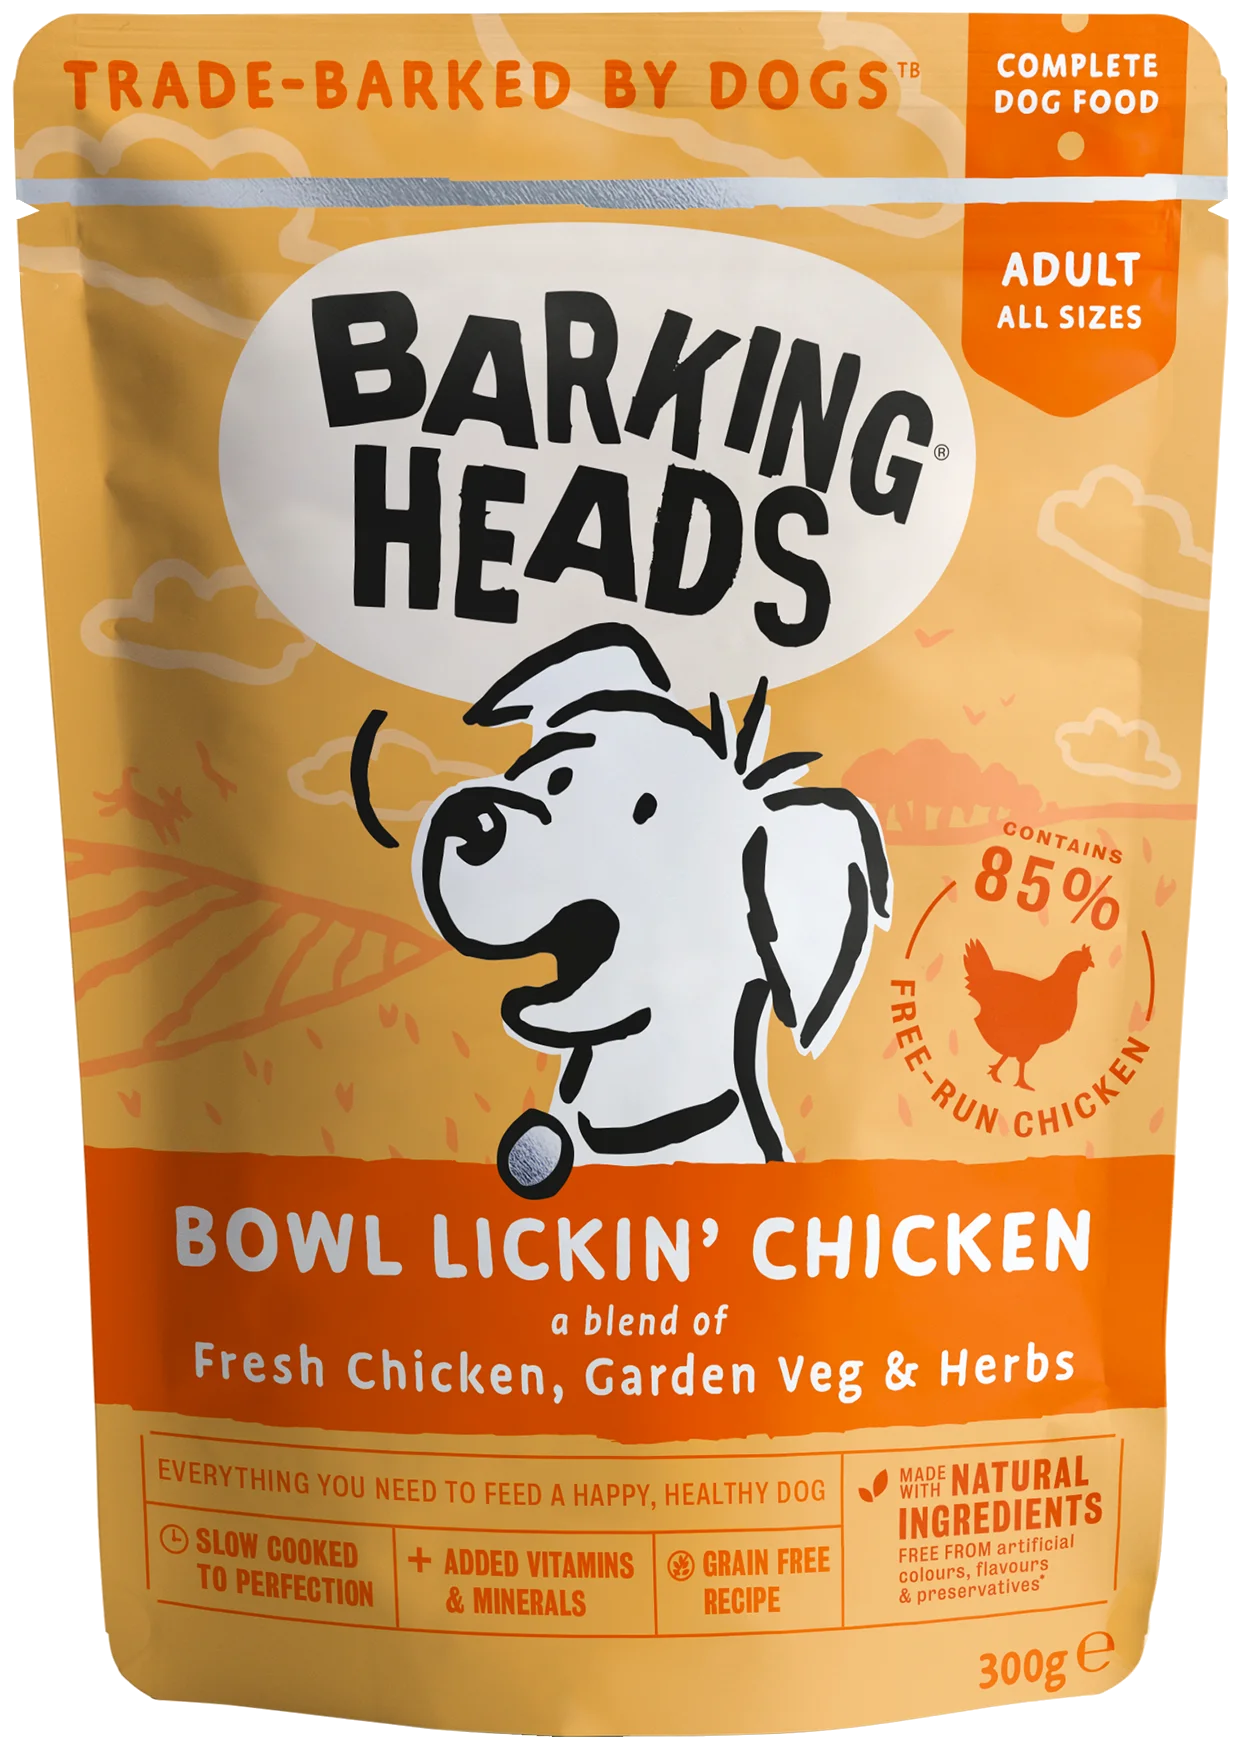 TRADE-BARKED BY DOGS™ᴮ
COMPLETE
DOG FOOD
ADULT
ALL SIZES
BARKING
HEADS®
CONTAINS
85%
FREE-RUN CHICKEN
BOWL LICKIN' CHICKEN
a blend of
Fresh Chicken, Garden Veg & Herbs
EVERYTHING YOU NEED TO FEED A HAPPY, HEALTHY DOG
SLOW COOKED
TO PERFECTION
+ ADDED VITAMINS
& MINERALS
GRAIN FREE
RECIPE
MADE
WITH NATURAL
INGREDIENTS
FREE FROM artificial
colours, flavours
& preservatives*
300g ℮